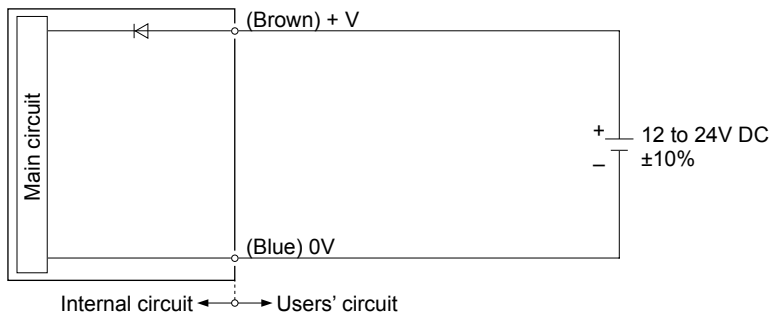 (Brown) + V
Main circuit
+
12 to 24V DC
–
±10%
(Blue) 0V
Internal circuit
Users' circuit